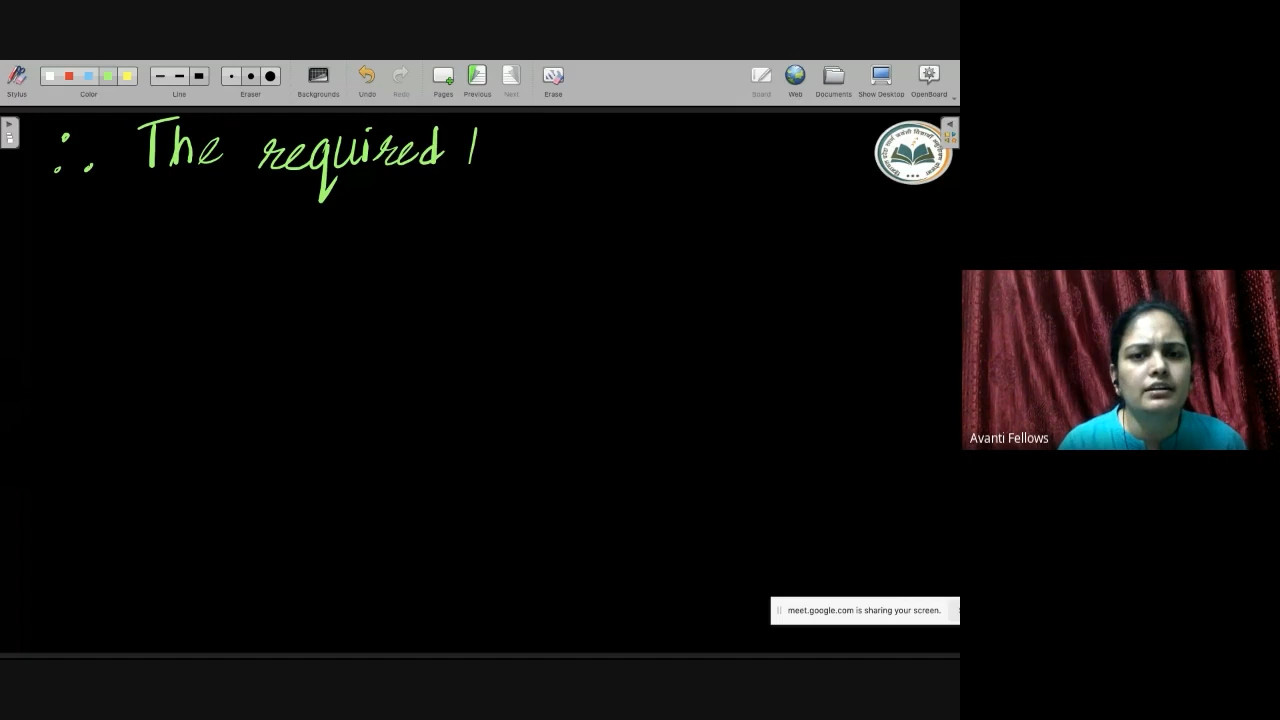 Stylus Color Line Eraser Backgrounds Undo Redo Pages Previous Next Erase Board Web Documents Show Desktop OpenBoard
∴ The required
Avanti Fellows
meet.google.com is sharing your screen.